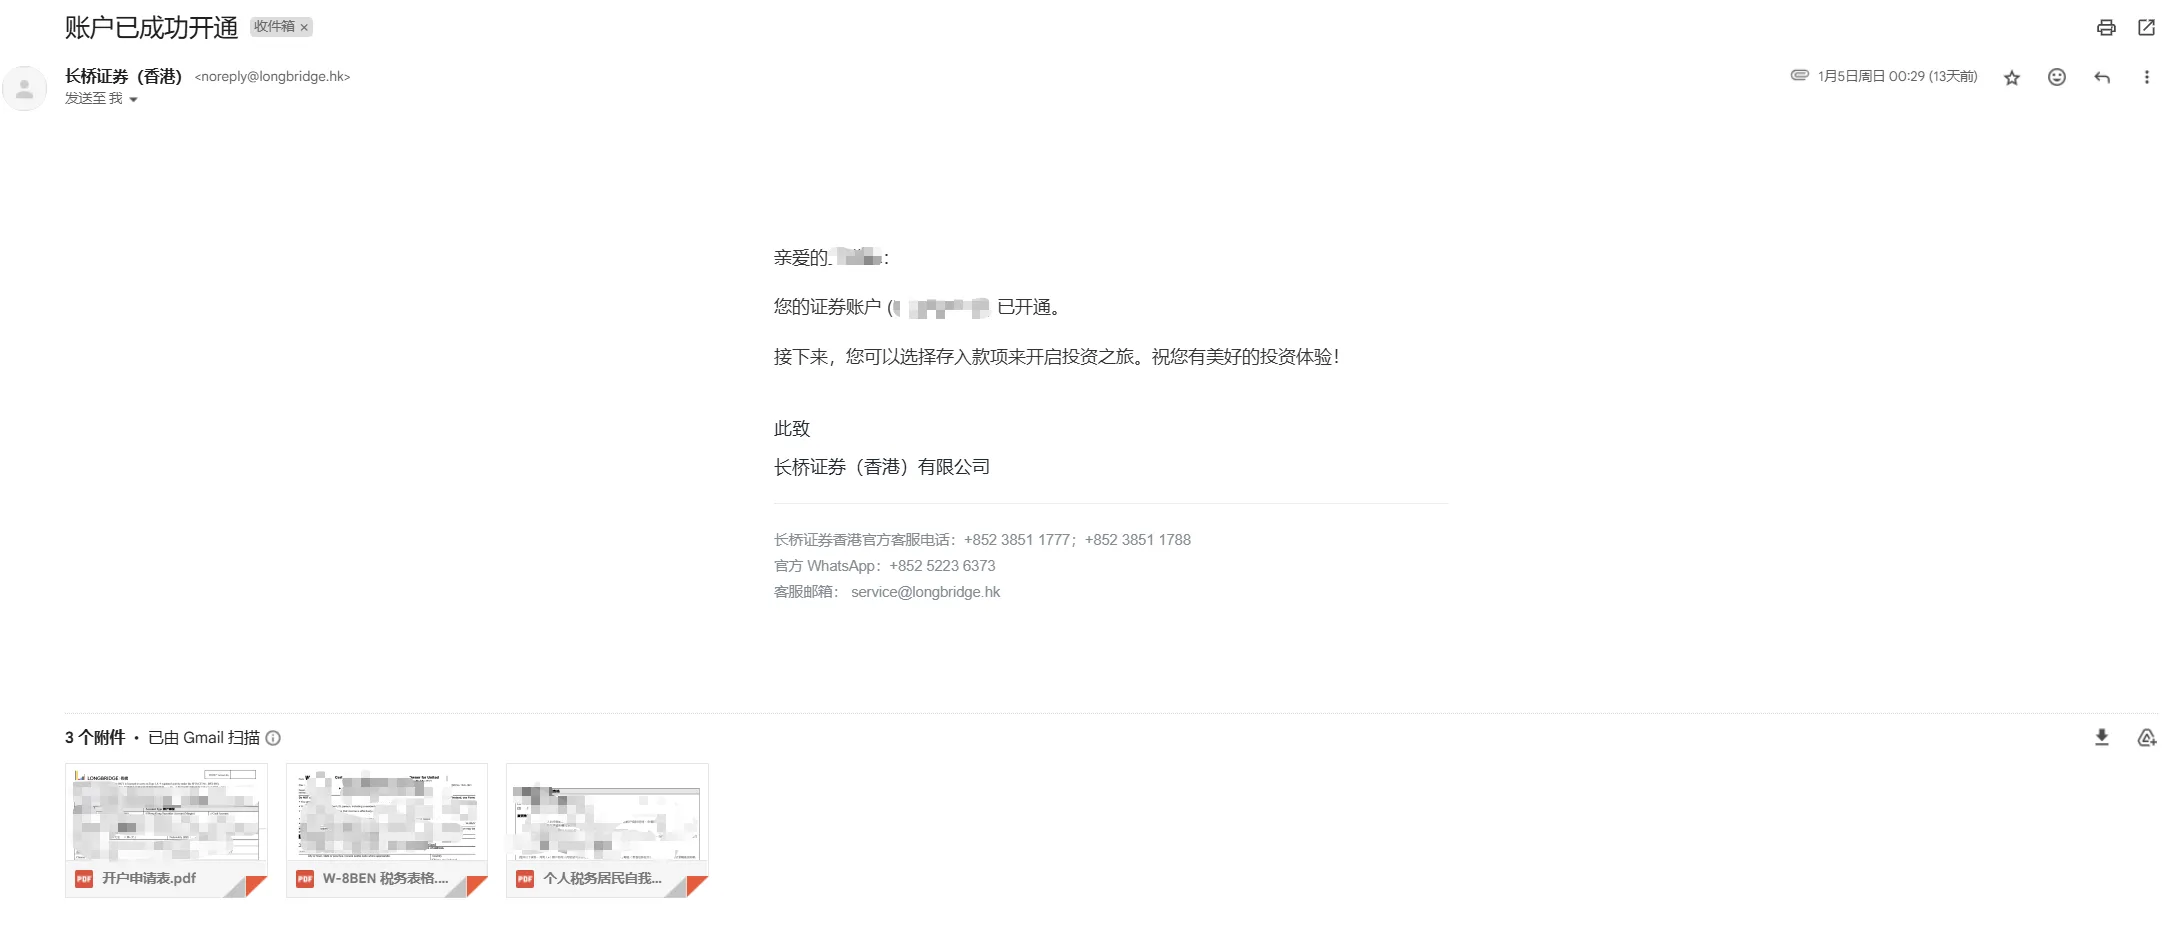 账户已成功开通 收件箱 ×
长桥证券（香港） <noreply@longbridge.hk> 1月5日周日 00:29 (13天前)
发送至 我
亲爱的 :
您的证券账户 ( 已开通。
接下来，您可以选择存入款项来开启投资之旅。祝您有美好的投资体验！
此致
长桥证券（香港）有限公司
长桥证券香港官方客服电话：+852 3851 1777；+852 3851 1788
官方 WhatsApp：+852 5223 6373
客服邮箱： service@longbridge.hk
3 个附件 • 已由 Gmail 扫描
LONGBRIDGE
PDF 开户申请表.pdf
PDF W-8BEN 税务表格....
PDF 个人税务居民自我...